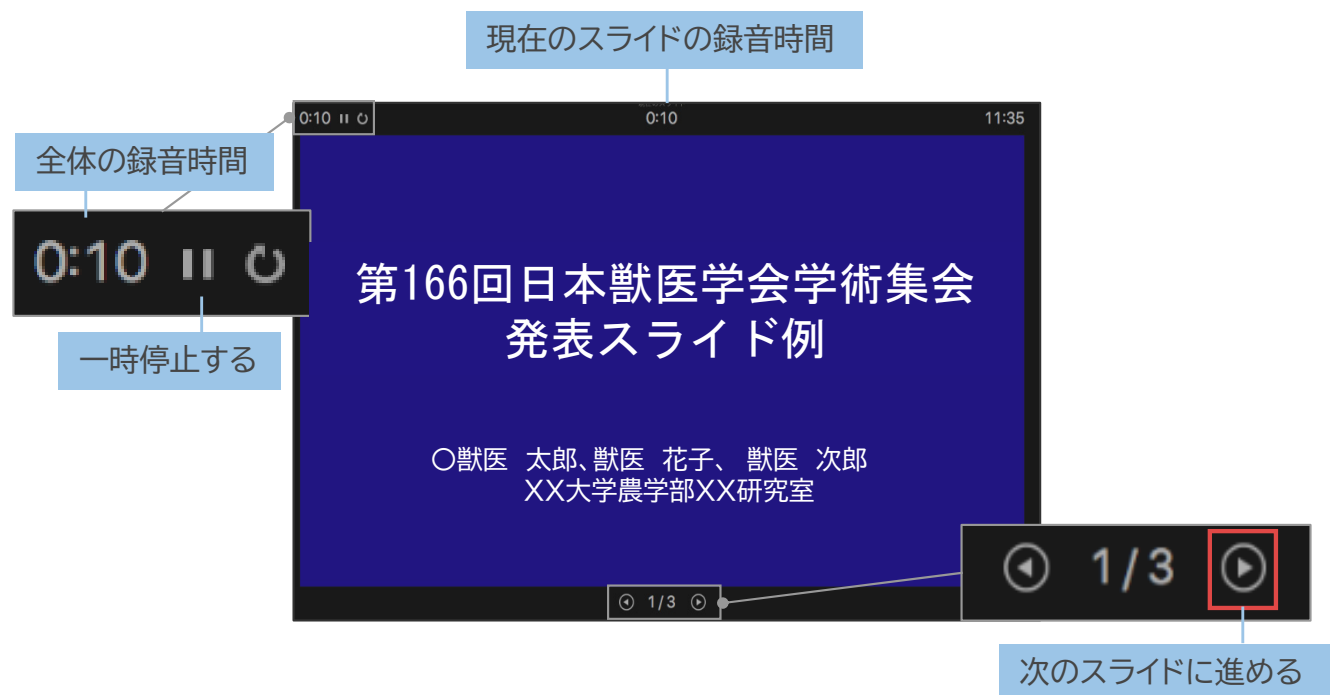 現在のスライドの録音時間
0:10
0:10
11:35
全体の録音時間
0:10
一時停止する
第166回日本獣医学会学術集会
発表スライド例
〇獣医 太郎、獣医 花子、 獣医 次郎
XX大学農学部XX研究室
1/3
1/3
次のスライドに進める